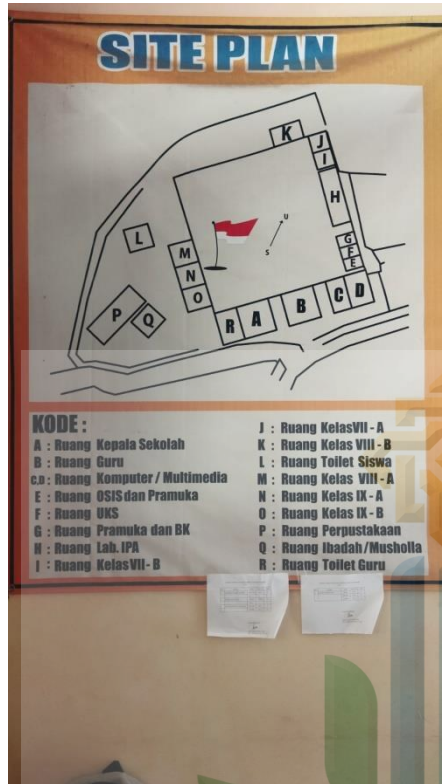 SITE PLAN
K
J
I
H
L
U
S
G
F
E
M
N
O
P
Q
R
A
B
C
D
KODE :
A : Ruang Kepala Sekolah
B : Ruang Guru
C.D : Ruang Komputer / Multimedia
E : Ruang OSIS dan Pramuka
F : Ruang UKS
G : Ruang Pramuka dan BK
H : Ruang Lab. IPA
I : Ruang KelasVII - B
J : Ruang KelasVII - A
K : Ruang Kelas VIII - B
L : Ruang Toilet Siswa
M : Ruang Kelas VIII - A
N : Ruang Kelas IX - A
O : Ruang Kelas IX - B
P : Ruang Perpustakaan
Q : Ruang Ibadah /Musholla
R : Ruang Toilet Guru